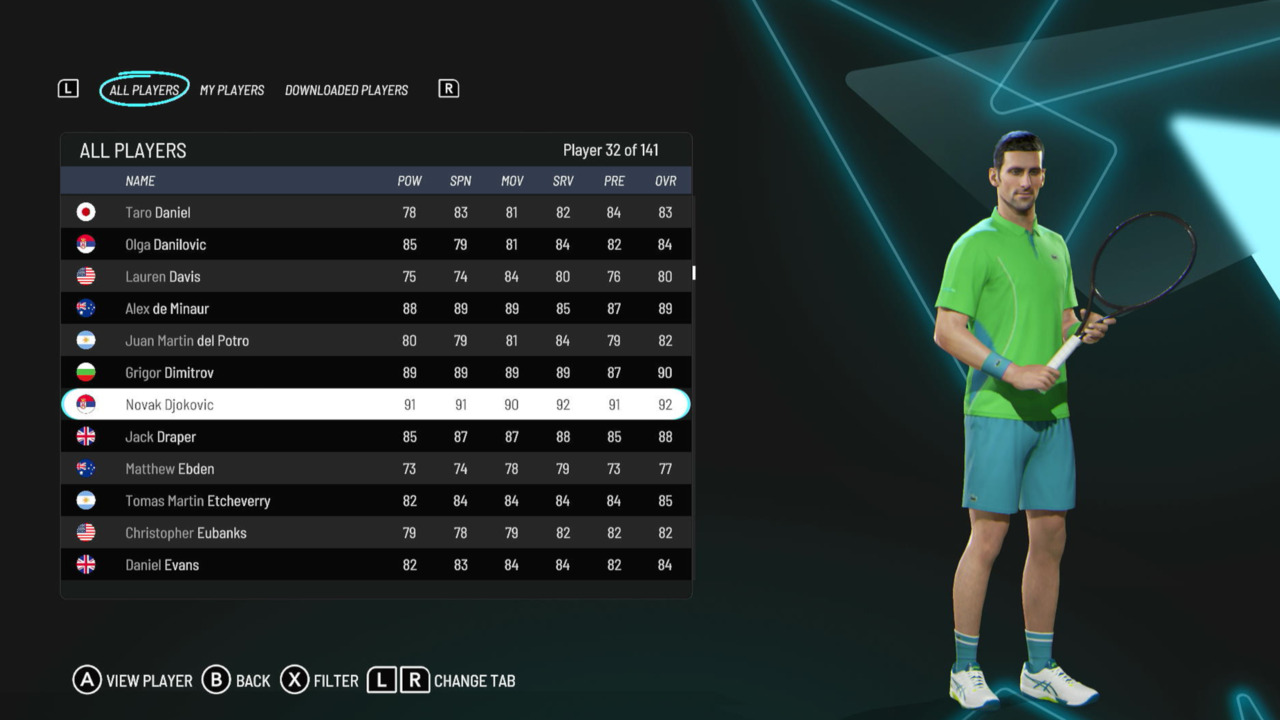 L ALL PLAYERS MY PLAYERS DOWNLOADED PLAYERS R
ALL PLAYERS Player 32 of 141
NAME POW SPN MOV SRV PRE OVR
Taro Daniel 78 83 81 82 84 83
Olga Danilovic 85 79 81 84 82 84
Lauren Davis 75 74 84 80 76 80
Alex de Minaur 88 89 89 85 87 89
Juan Martin del Potro 80 79 81 84 79 82
Grigor Dimitrov 89 89 89 89 87 90
Novak Djokovic 91 91 90 92 91 92
Jack Draper 85 87 87 88 85 88
Matthew Ebden 73 74 78 79 73 77
Tomas Martin Etcheverry 82 84 84 84 84 85
Christopher Eubanks 79 78 79 82 82 82
Daniel Evans 82 83 84 84 82 84
A VIEW PLAYER B BACK X FILTER L R CHANGE TAB